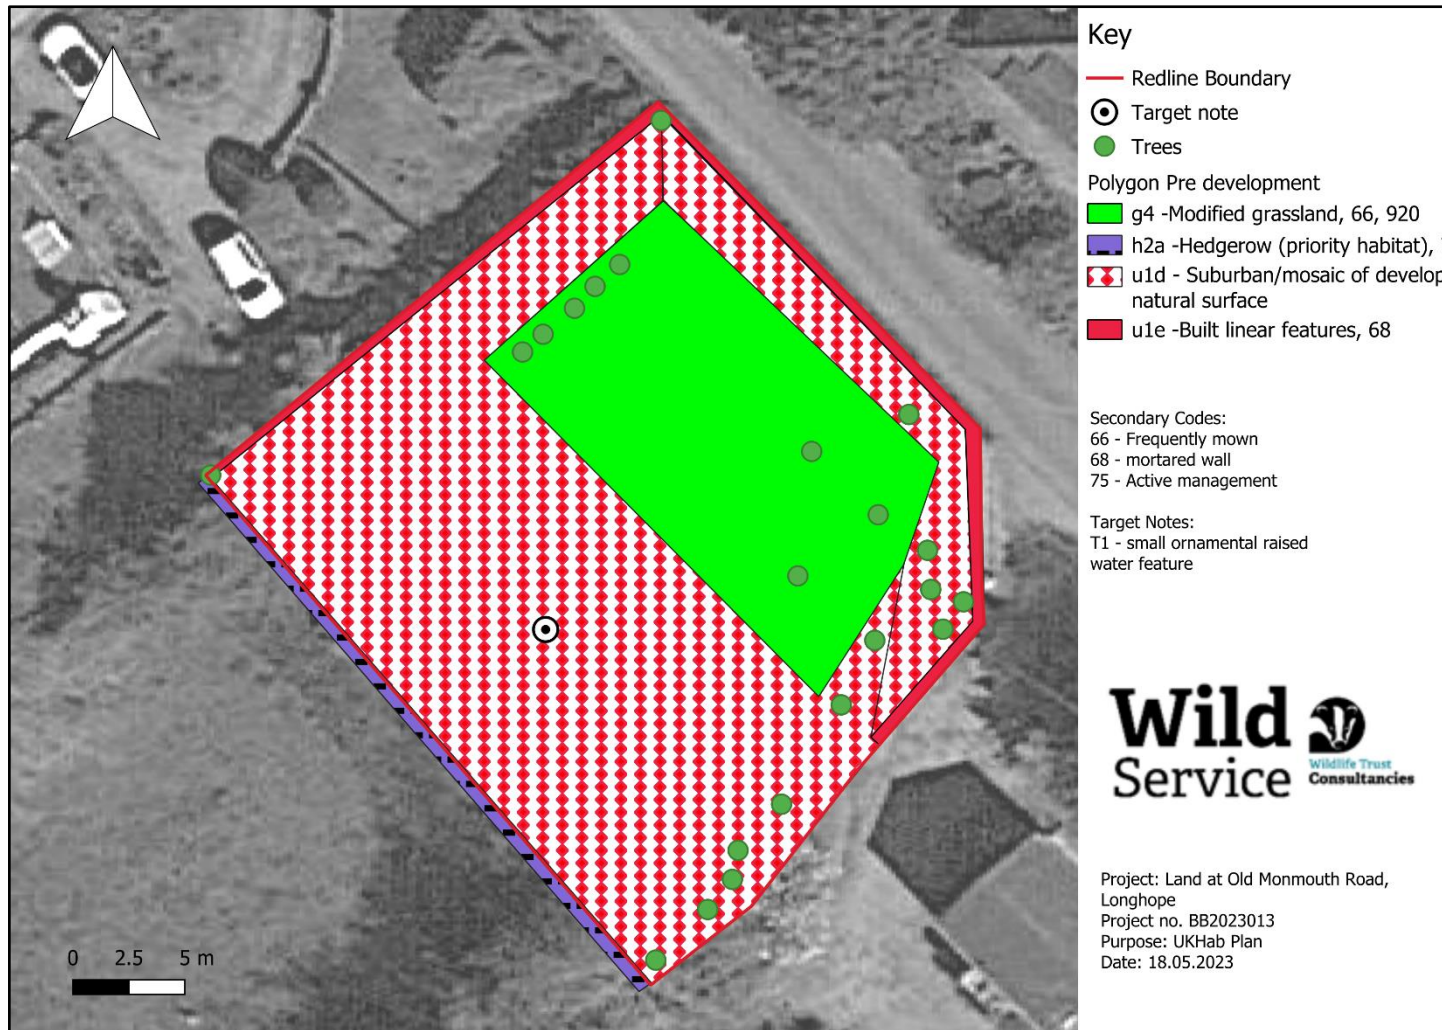 Key
Redline Boundary
Target note
Trees
Polygon Pre development
g4 -Modified grassland, 66, 920
h2a -Hedgerow (priority habitat),
u1d - Suburban/mosaic of develop
natural surface
u1e -Built linear features, 68
Secondary Codes:
66 - Frequently mown
68 - mortared wall
75 - Active management
Target Notes:
T1 - small ornamental raised
water feature
Wild
Service
Wildlife Trust
Consultancies
Project: Land at Old Monmouth Road,
Longhope
Project no. BB2023013
Purpose: UKHab Plan
Date: 18.05.2023
0 2.5 5 m